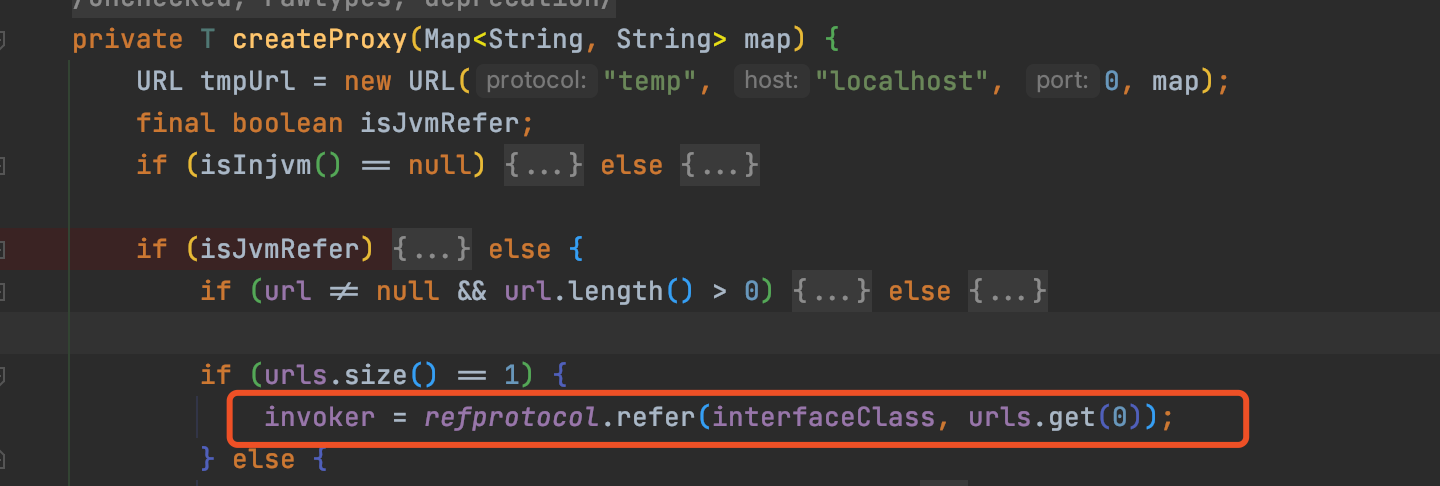 /unchecked, rawtypes, deprecation/
private T createProxy(Map<String, String> map) {
URL tmpUrl = new URL( protocol: "temp", host: "localhost", port: 0, map);
final boolean isJvmRefer;
if (isInjvm() == null) {...} else {...}
if (isJvmRefer) {...} else {
if (url ≠ null && url.length() > 0) {...} else {...}
if (urls.size() == 1) {
invoker = refprotocol.refer(interfaceClass, urls.get(0));
} else {